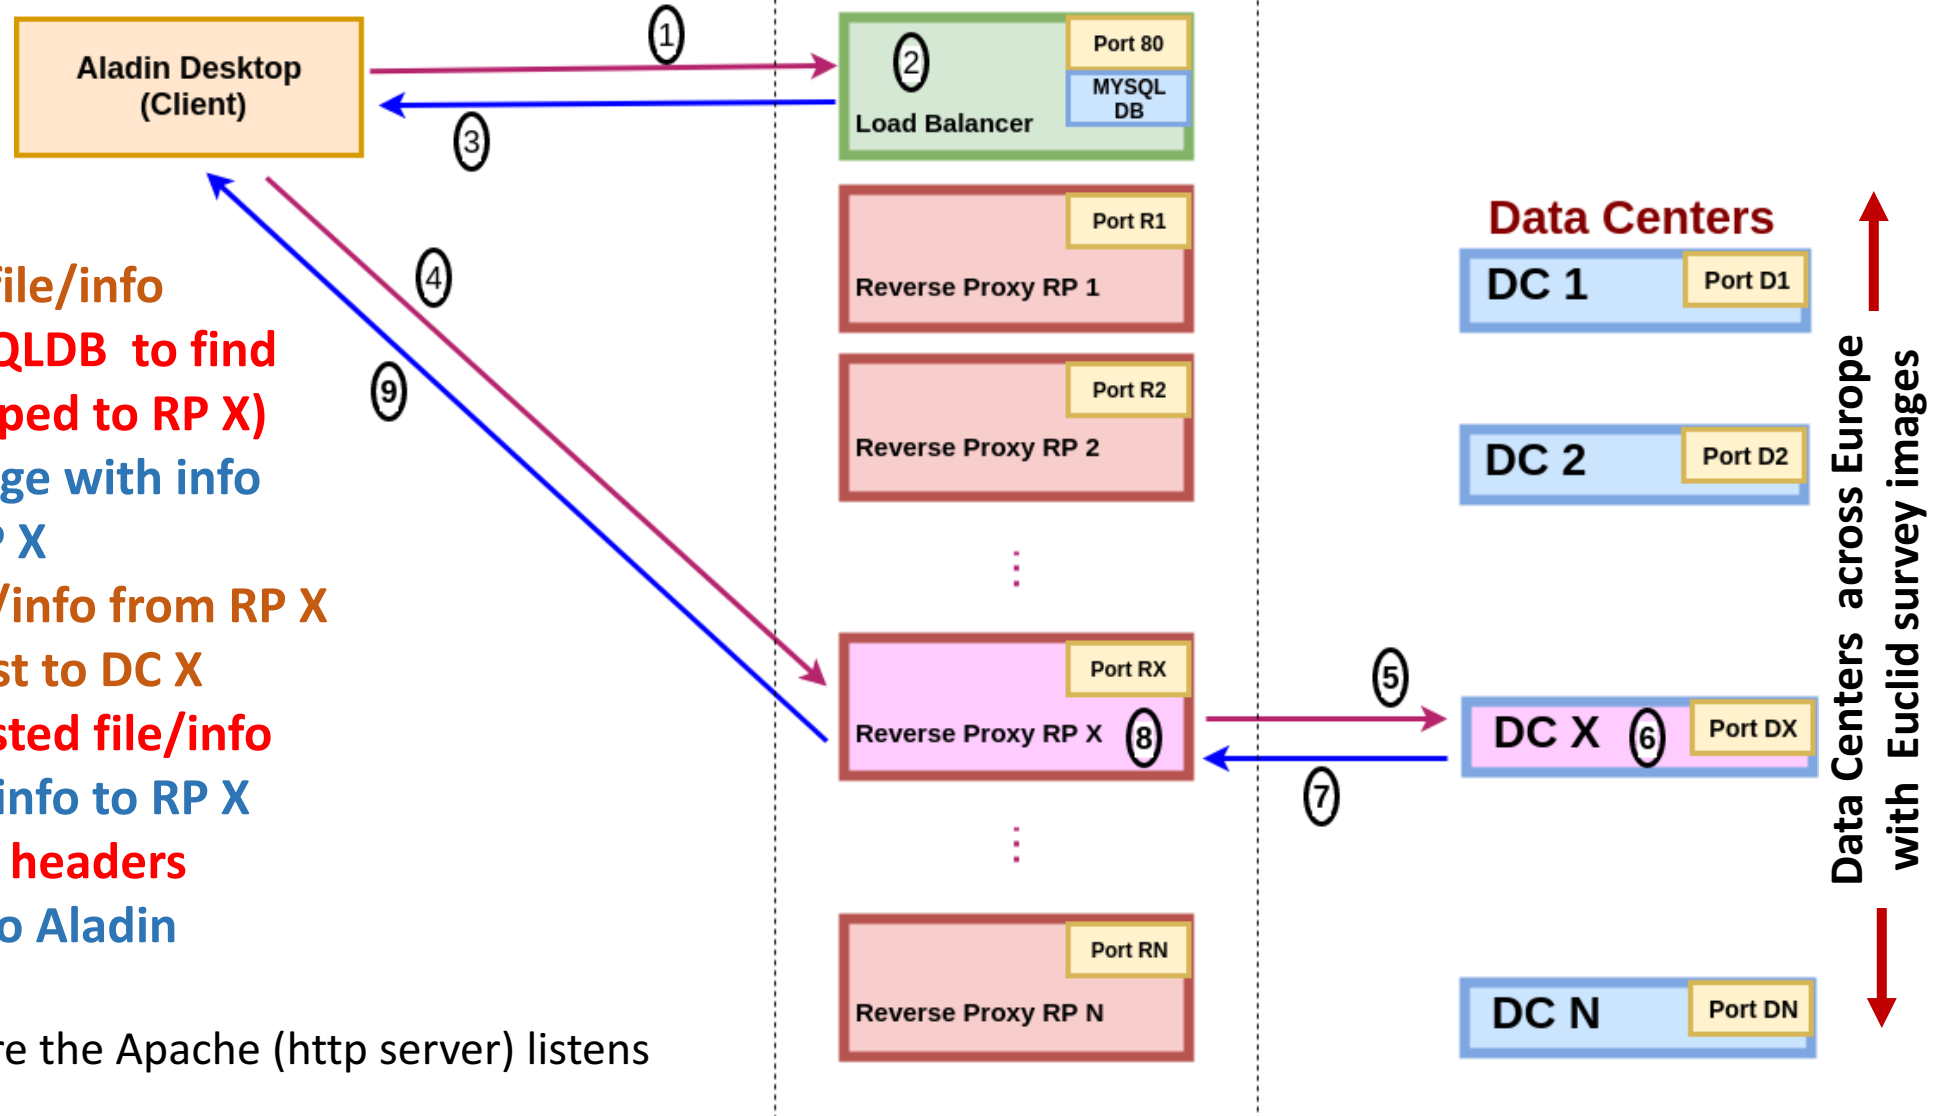 Aladin Desktop
(Client)
1
3
2
Port 80
MYSQL
DB
Load Balancer
Port R1
Reverse Proxy RP 1
Port R2
Reverse Proxy RP 2
4
9
Port RX
Reverse Proxy RP X
8
5
7
Port RN
Reverse Proxy RP N
Data Centers
DC 1
Port D1
DC 2
Port D2
DC X
6
Port DX
DC N
Port DN
Data Centers across Europe
with Euclid survey images
file/info
QLDB to find
ped to RP X)
ge with info
P X
/info from RP X
st to DC X
sted file/info
info to RP X
headers
o Aladin
re the Apache (http server) listens